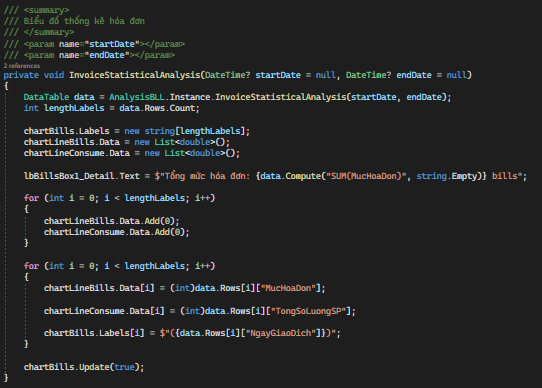 /// <summary>
/// Biểu đồ thống kê hóa đơn
/// </summary>
/// <param name="startDate"></param>
/// <param name="endDate"></param>
2 references
private void InvoiceStatisticalAnalysis(DateTime? startDate = null, DateTime? endDate = null)
{
DataTable data = AnalysisBLL.Instance.InvoiceStatisticalAnalysis(startDate, endDate);
int lengthLabels = data.Rows.Count;
chartBills.Labels = new string[lengthLabels];
chartLineBills.Data = new List<double>();
chartLineConsume.Data = new List<double>();
lbBillsBox1_Detail.Text = $"Tổng mức hóa đơn: {data.Compute("SUM(MucHoaDon)", string.Empty)} bills";
for (int i = 0; i < lengthLabels; i++)
{
chartLineBills.Data.Add(0);
chartLineConsume.Data.Add(0);
}
for (int i = 0; i < lengthLabels; i++)
{
chartLineBills.Data[i] = (int)data.Rows[i]["MucHoaDon"];
chartLineConsume.Data[i] = (int)data.Rows[i]["TongSoLuongSP"];
chartBills.Labels[i] = $"({data.Rows[i]["NgayGiaoDich"]})";
}
chartBills.Update(true);
}